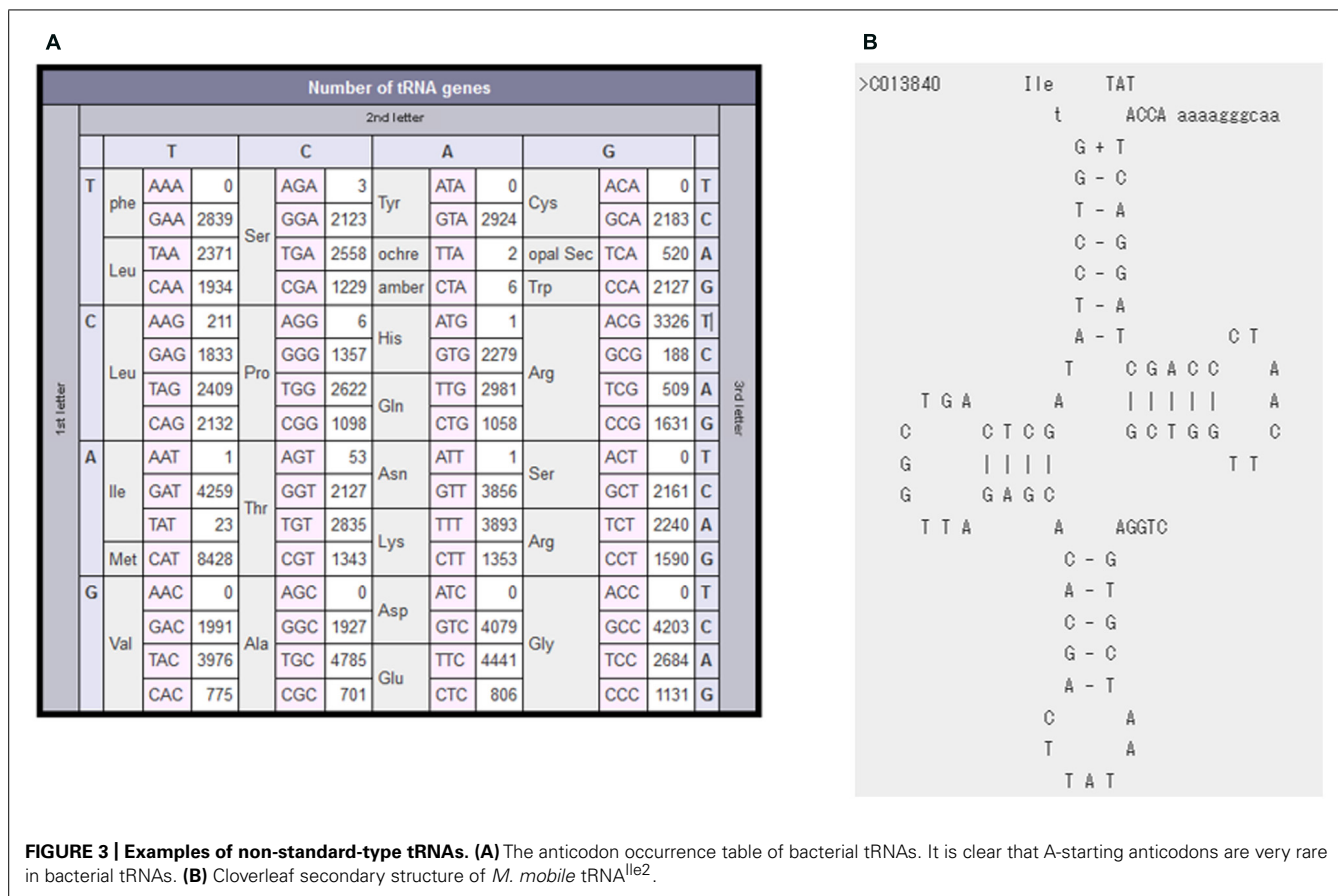 A
Number of tRNA genes
2nd letter
T C A G
T phe AAA 0 Ser AGA 3 Tyr ATA 0 Cys ACA 0 T
GAA 2839 GGA 2123 GTA 2924 GCA 2183 C
Leu TAA 2371 TGA 2558 ochre TTA 2 opal Sec TCA 520 A
CAA 1934 CGA 1229 amber CTA 6 Trp CCA 2127 G
C Leu AAG 211 Pro AGG 6 His ATG 1 Arg ACG 3326 T
GAG 1833 GGG 1357 GTG 2279 GCG 188 C
TAG 2409 TGG 2622 Gln TTG 2981 TCG 509 A
CAG 2132 CGG 1098 CTG 1058 CCG 1631 G
A Ile AAT 1 Thr AGT 53 Asn ATT 1 Ser ACT 0 T
GAT 4259 GGT 2127 GTT 3856 GCT 2161 C
TAT 23 TGT 2835 Lys TTT 3893 Arg TCT 2240 A
Met CAT 8428 CGT 1343 CTT 1353 CCT 1590 G
G Val AAC 0 Ala AGC 0 Asp ATC 0 Gly ACC 0 T
GAC 1991 GGC 1927 GTC 4079 GCC 4203 C
TAC 3976 TGC 4785 Glu TTC 4441 TCC 2684 A
CAC 775 CGC 701 CTC 806 CCC 1131 G
1st letter
3rd letter
B
>C013840 Ile TAT
t ACCA aaaagggcaa
G + T
G - C
T - A
C - G
C - G
T - A
A - T C T
T C G A C C A
T G A A | | | | | A
C C T C G G C T G G C
G | | | | T T
G G A G C
T T A A AGGTC
C - G
A - T
C - G
G - C
A - T
C A
T A
T A T
FIGURE 3 | Examples of non-standard-type tRNAs. (A) The anticodon occurrence table of bacterial tRNAs. It is clear that A-starting anticodons are very rare
in bacterial tRNAs. (B) Cloverleaf secondary structure of M. mobile tRNAIle2.